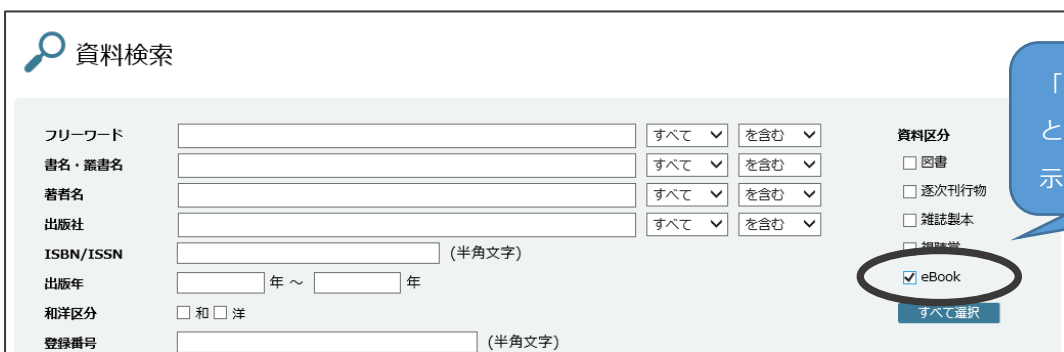 資料検索
フリーワード すべて を含む 資料区分
書名・叢書名 すべて を含む 図書
著者名 すべて を含む 逐次刊行物
出版社 すべて を含む 雑誌製本
ISBN/ISSN (半角文字) 視聴覚
出版年 年 ～ 年 eBook
和洋区分 和 洋 すべて選択
登録番号 (半角文字)
「
と
示